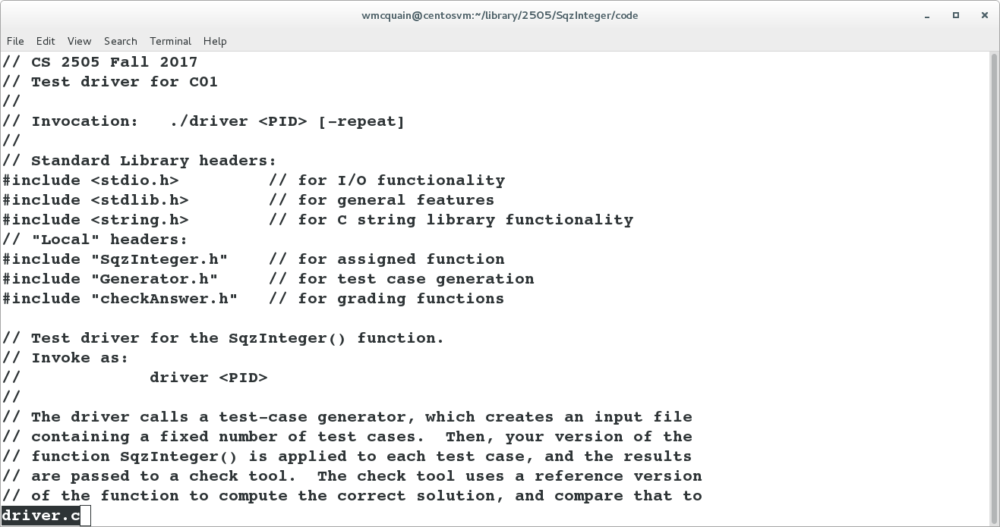 wmcquain@centosvm:~/library/2505/SqzInteger/code
File Edit View Search Terminal Help
// CS 2505 Fall 2017
// Test driver for C01
//
// Invocation:   ./driver <PID> [-repeat]
//
// Standard Library headers:
#include <stdio.h>         // for I/O functionality
#include <stdlib.h>        // for general features
#include <string.h>        // for C string library functionality
// "Local" headers:
#include "SqzInteger.h"    // for assigned function
#include "Generator.h"     // for test case generation
#include "checkAnswer.h"   // for grading functions

// Test driver for the SqzInteger() function.
// Invoke as:
//             driver <PID>
//
// The driver calls a test-case generator, which creates an input file
// containing a fixed number of test cases.  Then, your version of the
// function SqzInteger() is applied to each test case, and the results
// are passed to a check tool.  The check tool uses a reference version
// of the function to compute the correct solution, and compare that to
driver.c